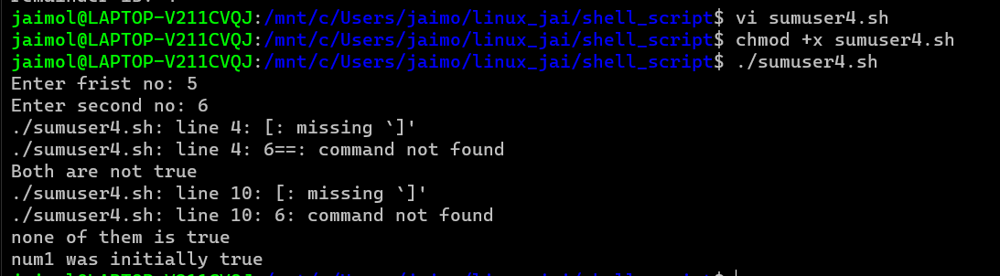 jaimol@LAPTOP-V211CVQJ:/mnt/c/Users/jaimo/linux_jai/shell_script$ vi sumuser4.sh
jaimol@LAPTOP-V211CVQJ:/mnt/c/Users/jaimo/linux_jai/shell_script$ chmod +x sumuser4.sh
jaimol@LAPTOP-V211CVQJ:/mnt/c/Users/jaimo/linux_jai/shell_script$ ./sumuser4.sh
Enter frist no: 5
Enter second no: 6
./sumuser4.sh: line 4: [: missing `]'
./sumuser4.sh: line 4: 6==: command not found
Both are not true
./sumuser4.sh: line 10: [: missing `]'
./sumuser4.sh: line 10: 6: command not found
none of them is true
num1 was initially true